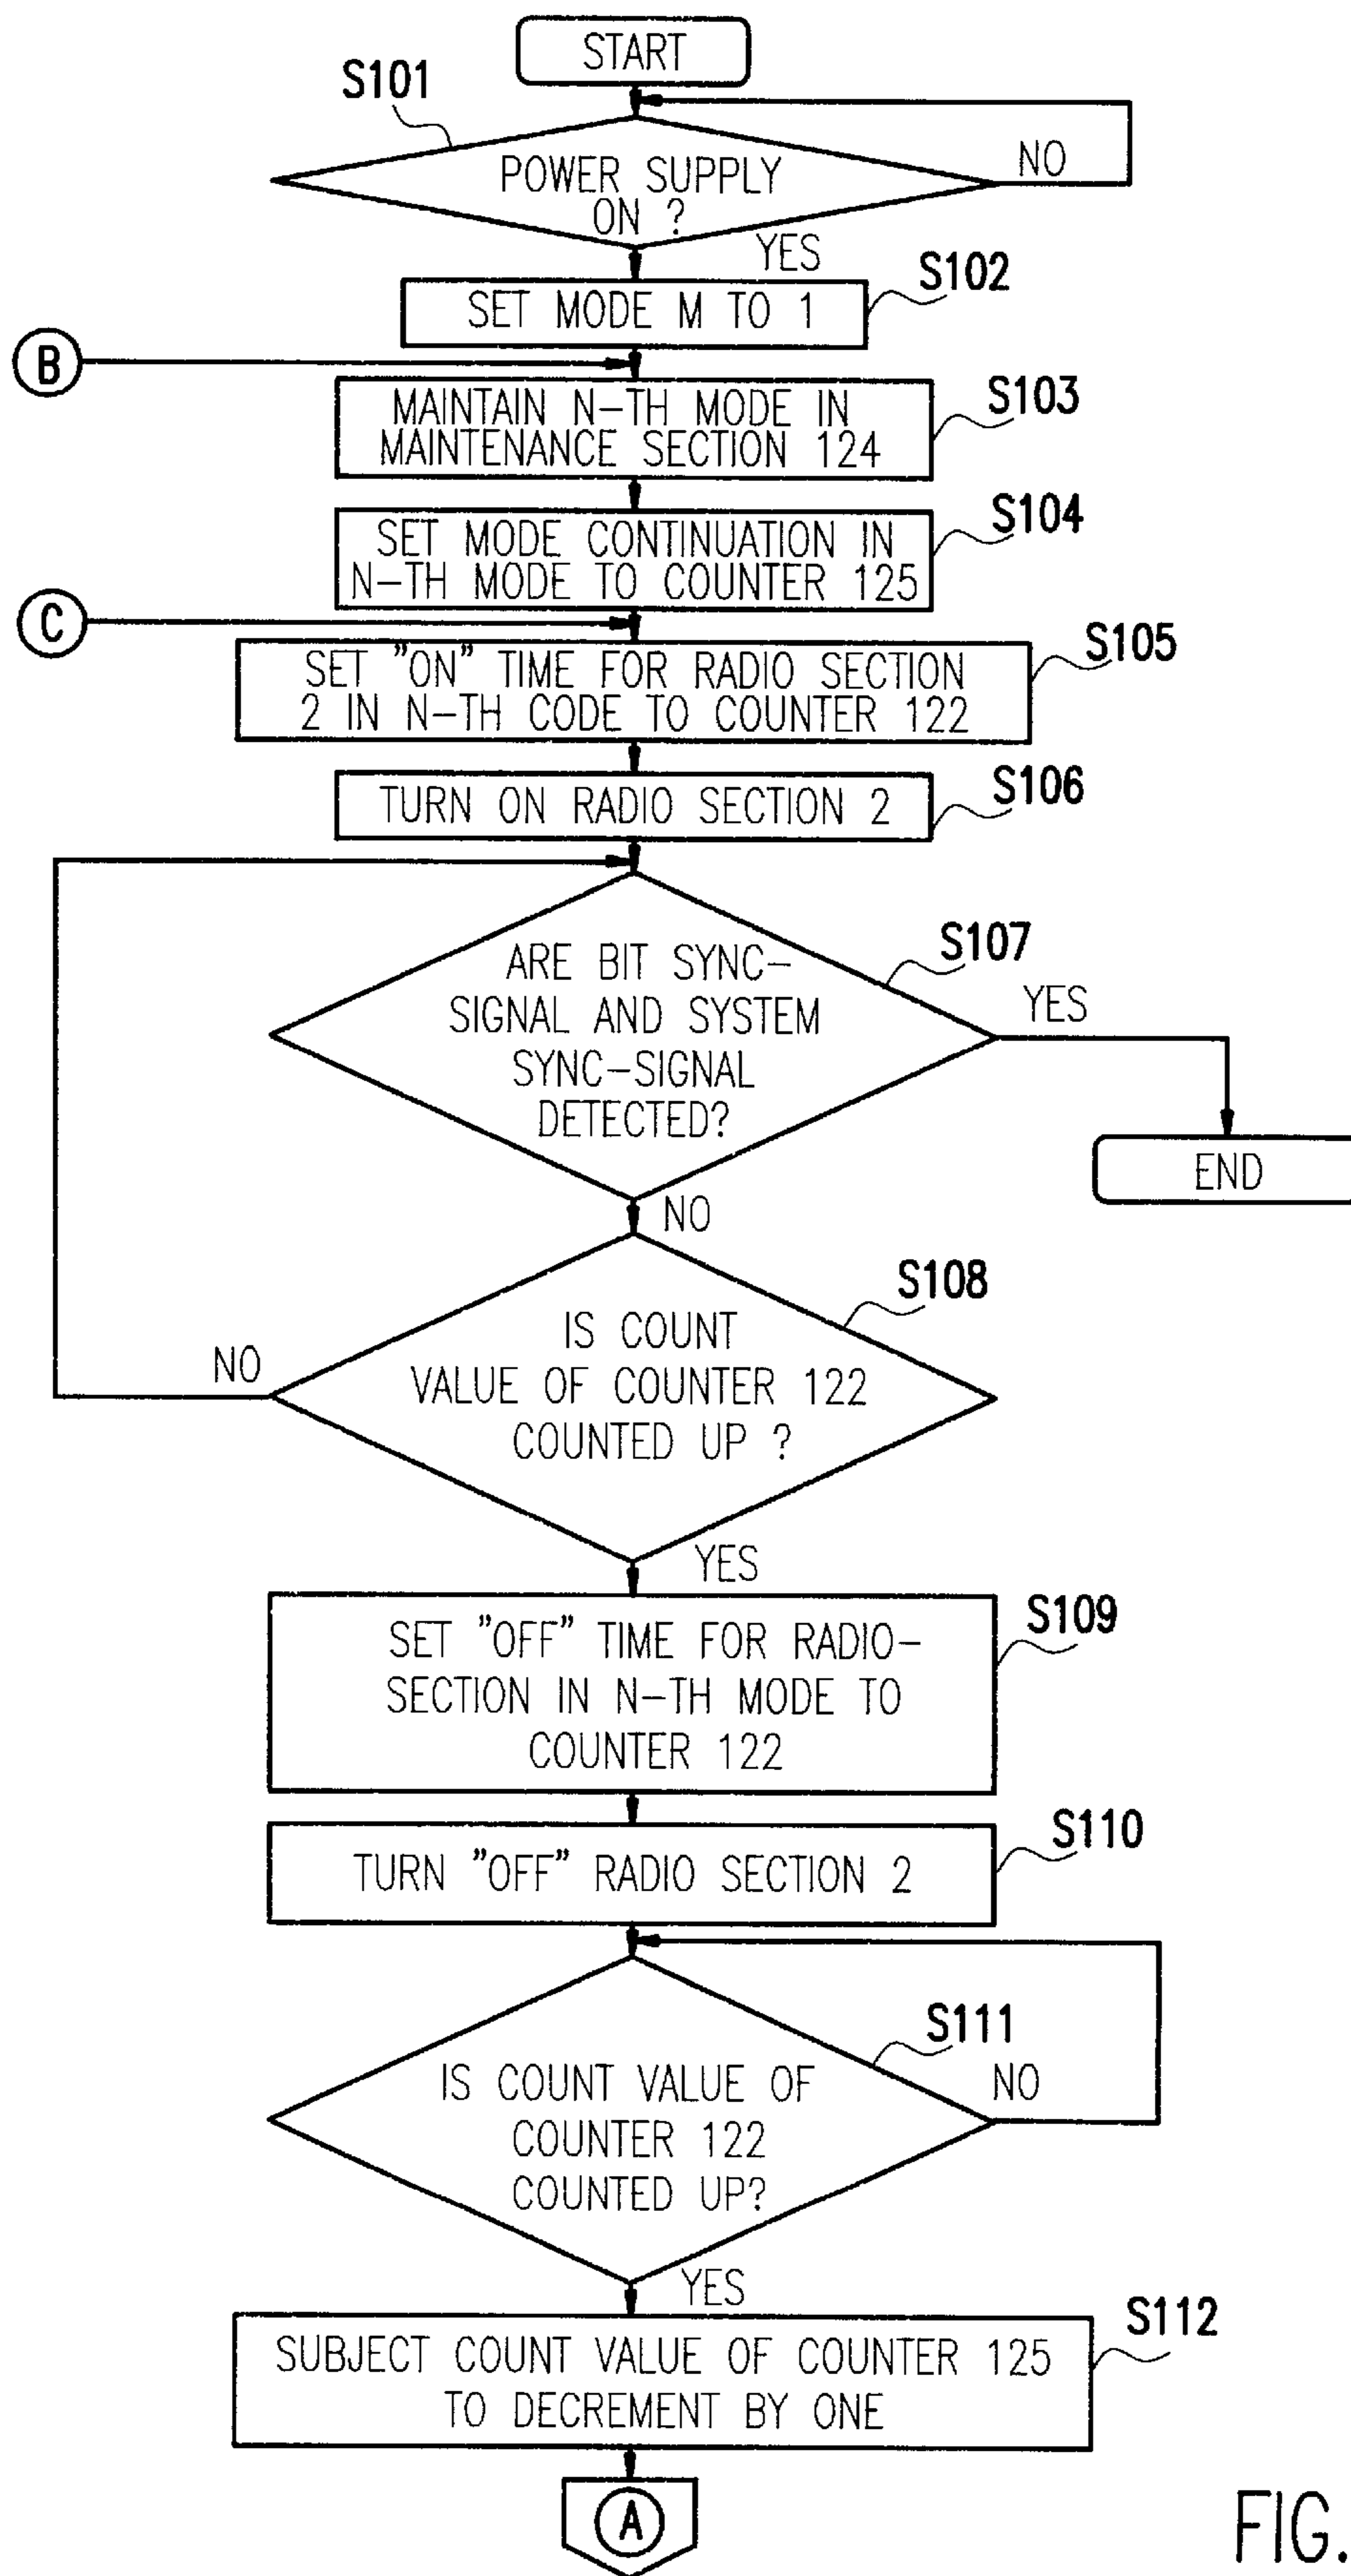 START
S101
POWER SUPPLY
ON ?
NO
YES
S102
SET MODE M TO 1
B
S103
MAINTAIN N-TH MODE IN
MAINTENANCE SECTION 124
S104
SET MODE CONTINUATION IN
N-TH MODE TO COUNTER 125
C
S105
SET "ON" TIME FOR RADIO SECTION
2 IN N-TH CODE TO COUNTER 122
S106
TURN ON RADIO SECTION 2
S107
ARE BIT SYNC-
SIGNAL AND SYSTEM
SYNC-SIGNAL
DETECTED?
YES
END
NO
S108
IS COUNT
VALUE OF COUNTER 122
COUNTED UP ?
NO
YES
S109
SET "OFF" TIME FOR RADIO-
SECTION IN N-TH MODE TO
COUNTER 122
S110
TURN "OFF" RADIO SECTION 2
S111
IS COUNT VALUE OF
COUNTER 122
COUNTED UP?
NO
YES
S112
SUBJECT COUNT VALUE OF COUNTER 125
TO DECREMENT BY ONE
A
FIG.